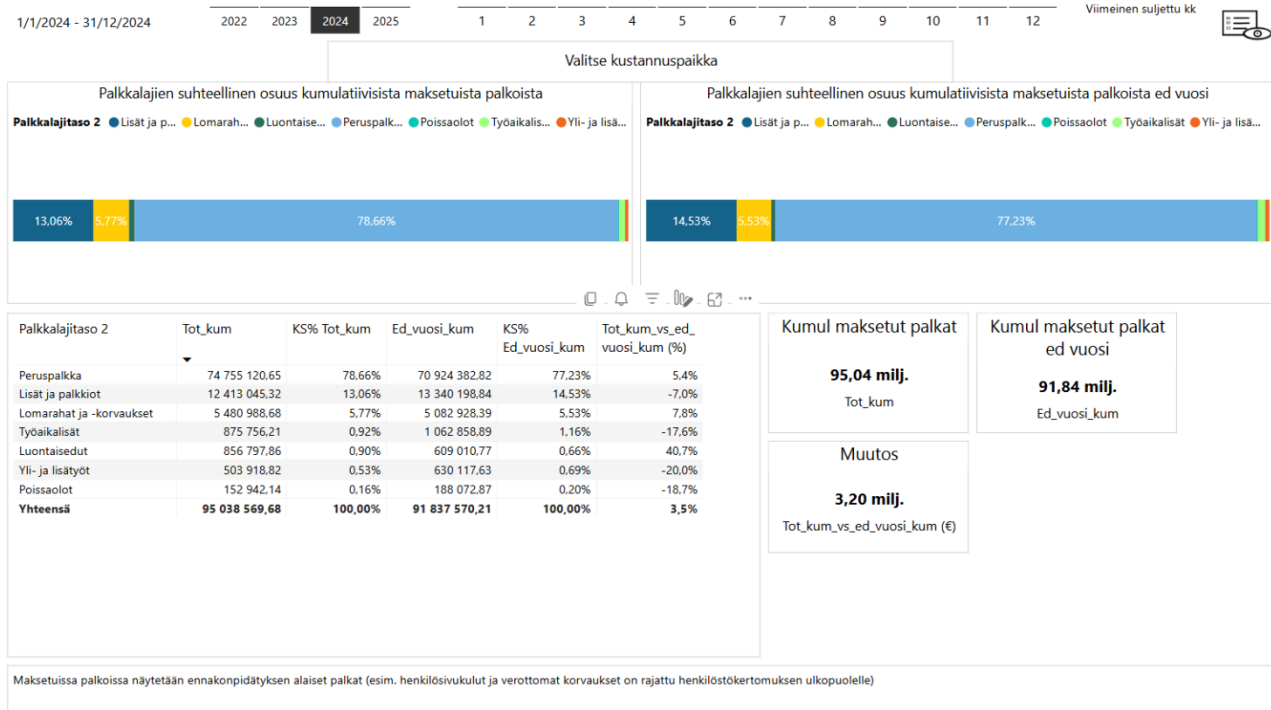 1/1/2024 - 31/12/2024
2022 2023 2024 2025
1 2 3 4 5 6 7 8 9 10 11 12
Viimeinen suljettu kk
Valitse kustannuspaikka
Palkkalajien suhteellinen osuus kumulatiivisista maksetuista palkoista
Palkkalajitaso 2 Lisät ja p... Lomarah... Luontaise... Peruspalk... Poissaolot Työaikalis... Yli- ja lisä...
13,06% 5,77% 78,66%
Palkkalajien suhteellinen osuus kumulatiivisista maksetuista palkoista ed vuosi
Palkkalajitaso 2 Lisät ja p... Lomarah... Luontaise... Peruspalk... Poissaolot Työaikalisät Yli- ja lisä...
14,53% 5,53% 77,23%
Palkkalajitaso 2 Tot_kum KS% Tot_kum Ed_vuosi_kum KS% Tot_kum_vs_ed_
Ed_vuosi_kum vuosi_kum (%)
Peruspalkka 74 755 120,65 78,66% 70 924 382,82 77,23% 5,4%
Lisät ja palkkiot 12 413 045,32 13,06% 13 340 198,84 14,53% -7,0%
Lomarahat ja -korvaukset 5 480 988,68 5,77% 5 082 928,39 5,53% 7,8%
Työaikalisät 875 756,21 0,92% 1 062 858,89 1,16% -17,6%
Luontaisedut 856 797,86 0,90% 609 010,77 0,66% 40,7%
Yli- ja lisätyöt 503 918,82 0,53% 630 117,63 0,69% -20,0%
Poissaolot 152 942,14 0,16% 188 072,87 0,20% -18,7%
Yhteensä 95 038 569,68 100,00% 91 837 570,21 100,00% 3,5%
Kumul maksetut palkat
95,04 milj.
Tot_kum
Kumul maksetut palkat
ed vuosi
91,84 milj.
Ed_vuosi_kum
Muutos
3,20 milj.
Tot_kum_vs_ed_vuosi_kum (€)
Maksetuissa palkoissa näytetään ennakonpidätyksen alaiset palkat (esim. henkilösivukulut ja verottomat korvaukset on rajattu henkilöstökertomuksen ulkopuolelle)